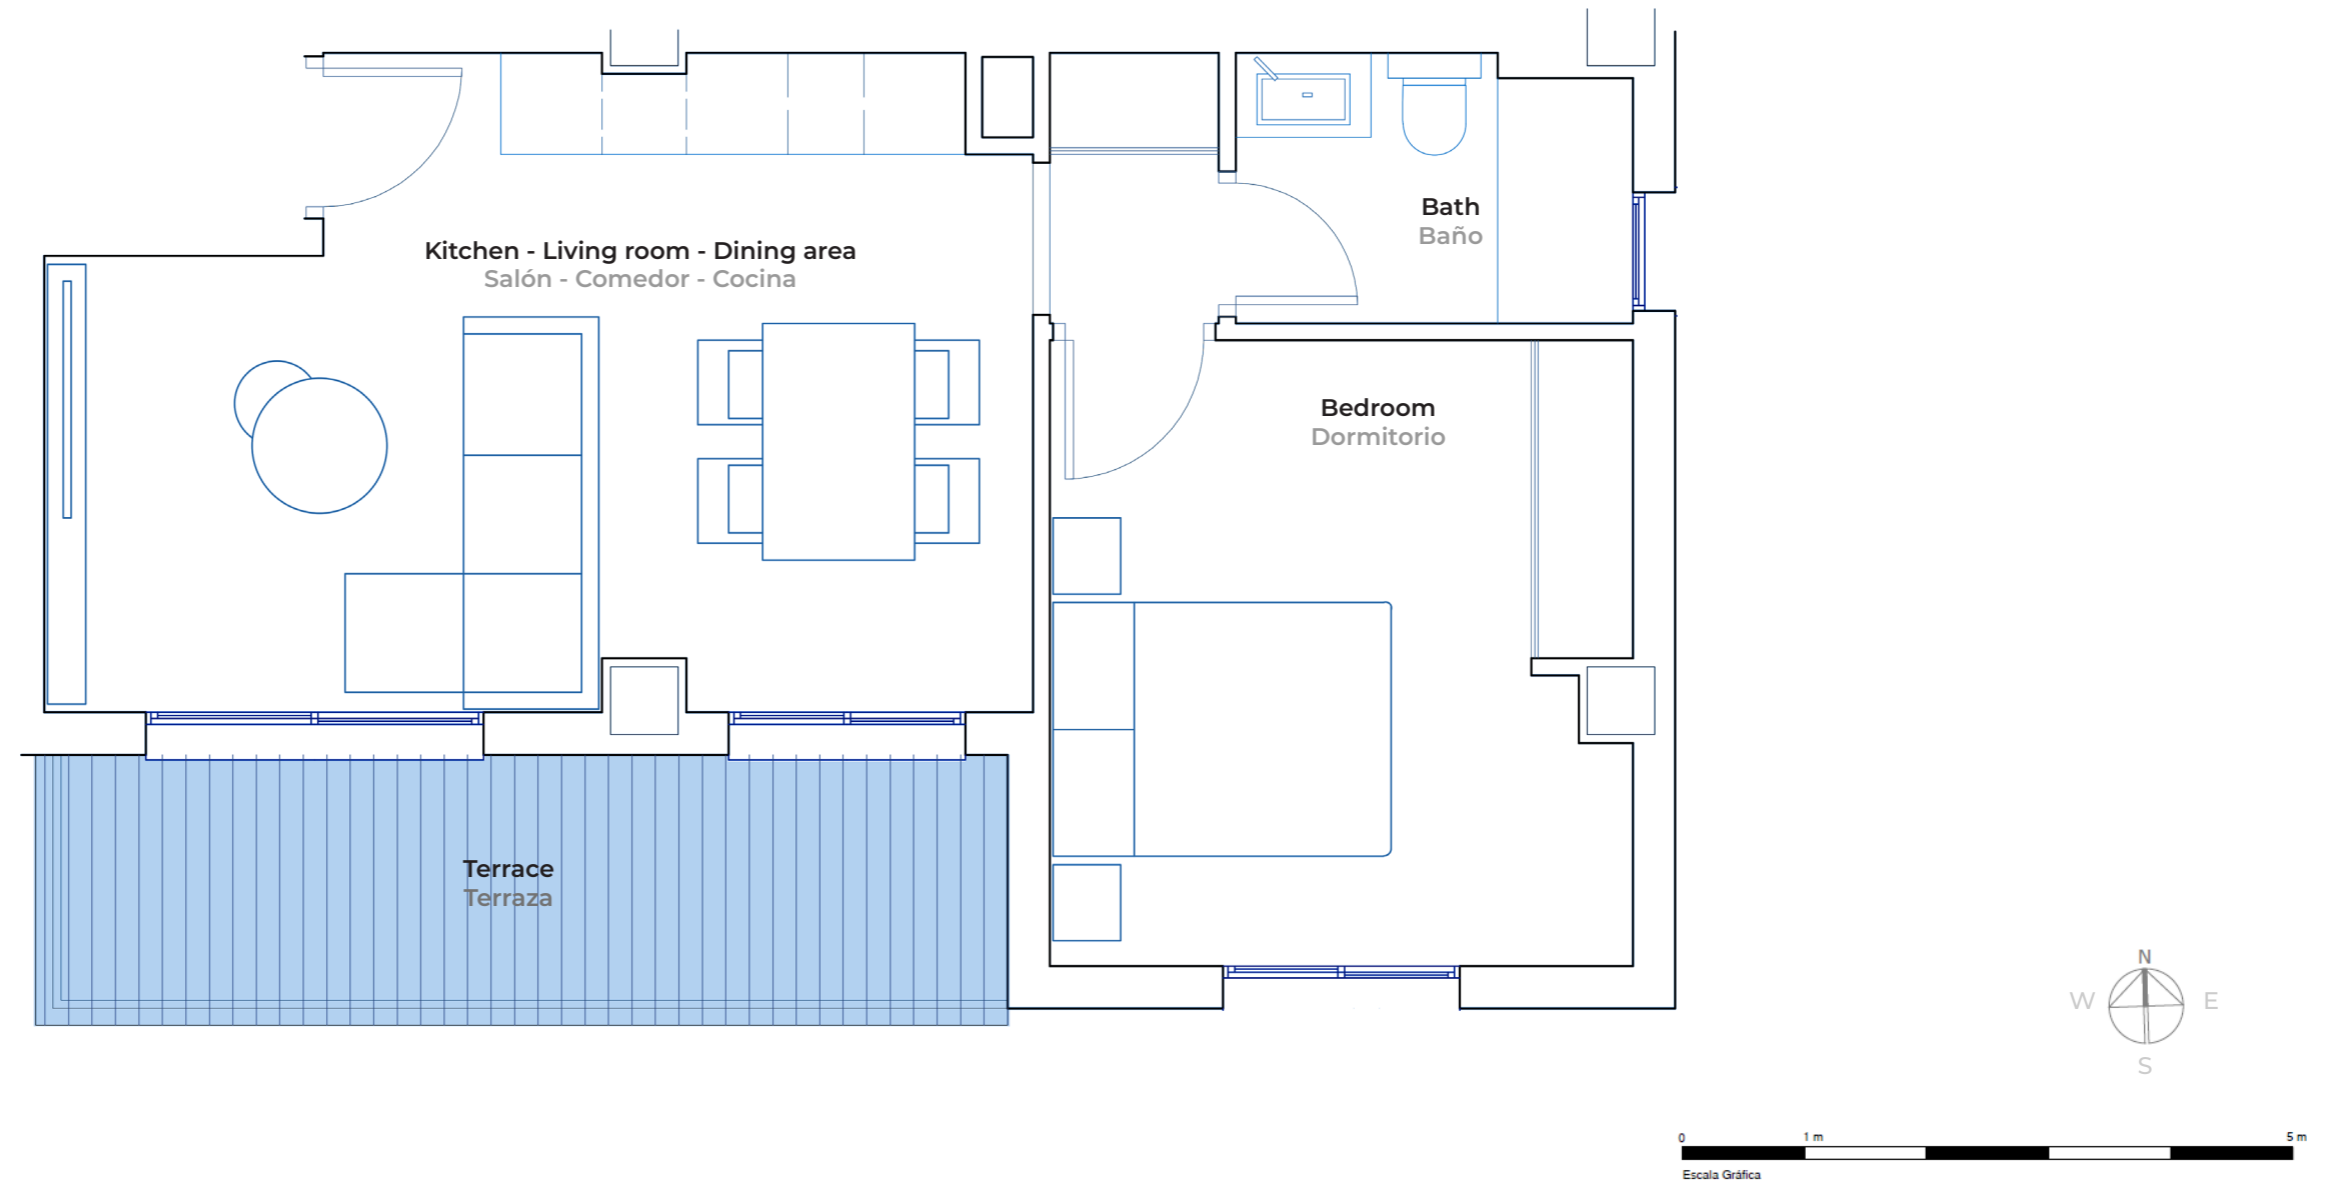 Bath
Baño
Kitchen - Living room - Dining area
Salón - Comedor - Cocina
Bedroom
Dormitorio
Terrace
Terraza
N
W E
S
0 1 m 5 m
Escala Gráfica